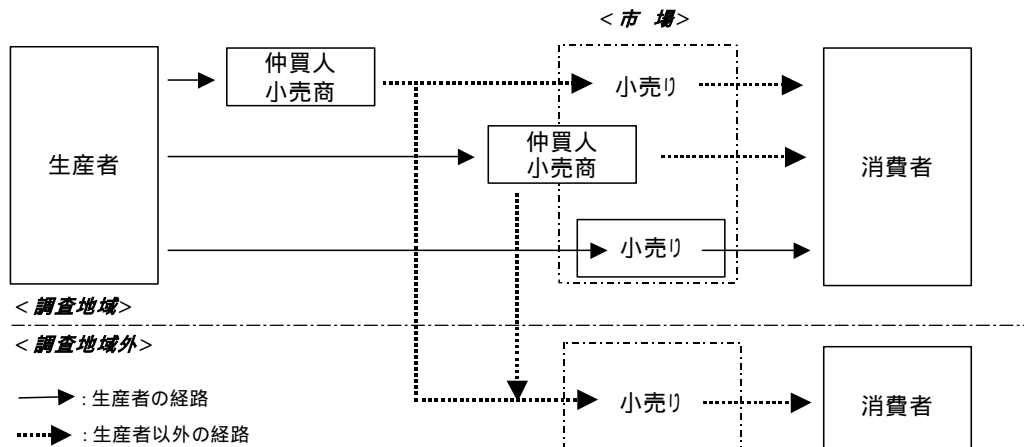 < 市 場>
仲買人
小売商
小売り
生産者
仲買人
小売商
消費者
小売り
< 調査地域>
< 調査地域外>
: 生産者の経路
小売り
消費者
: 生産者以外の経路